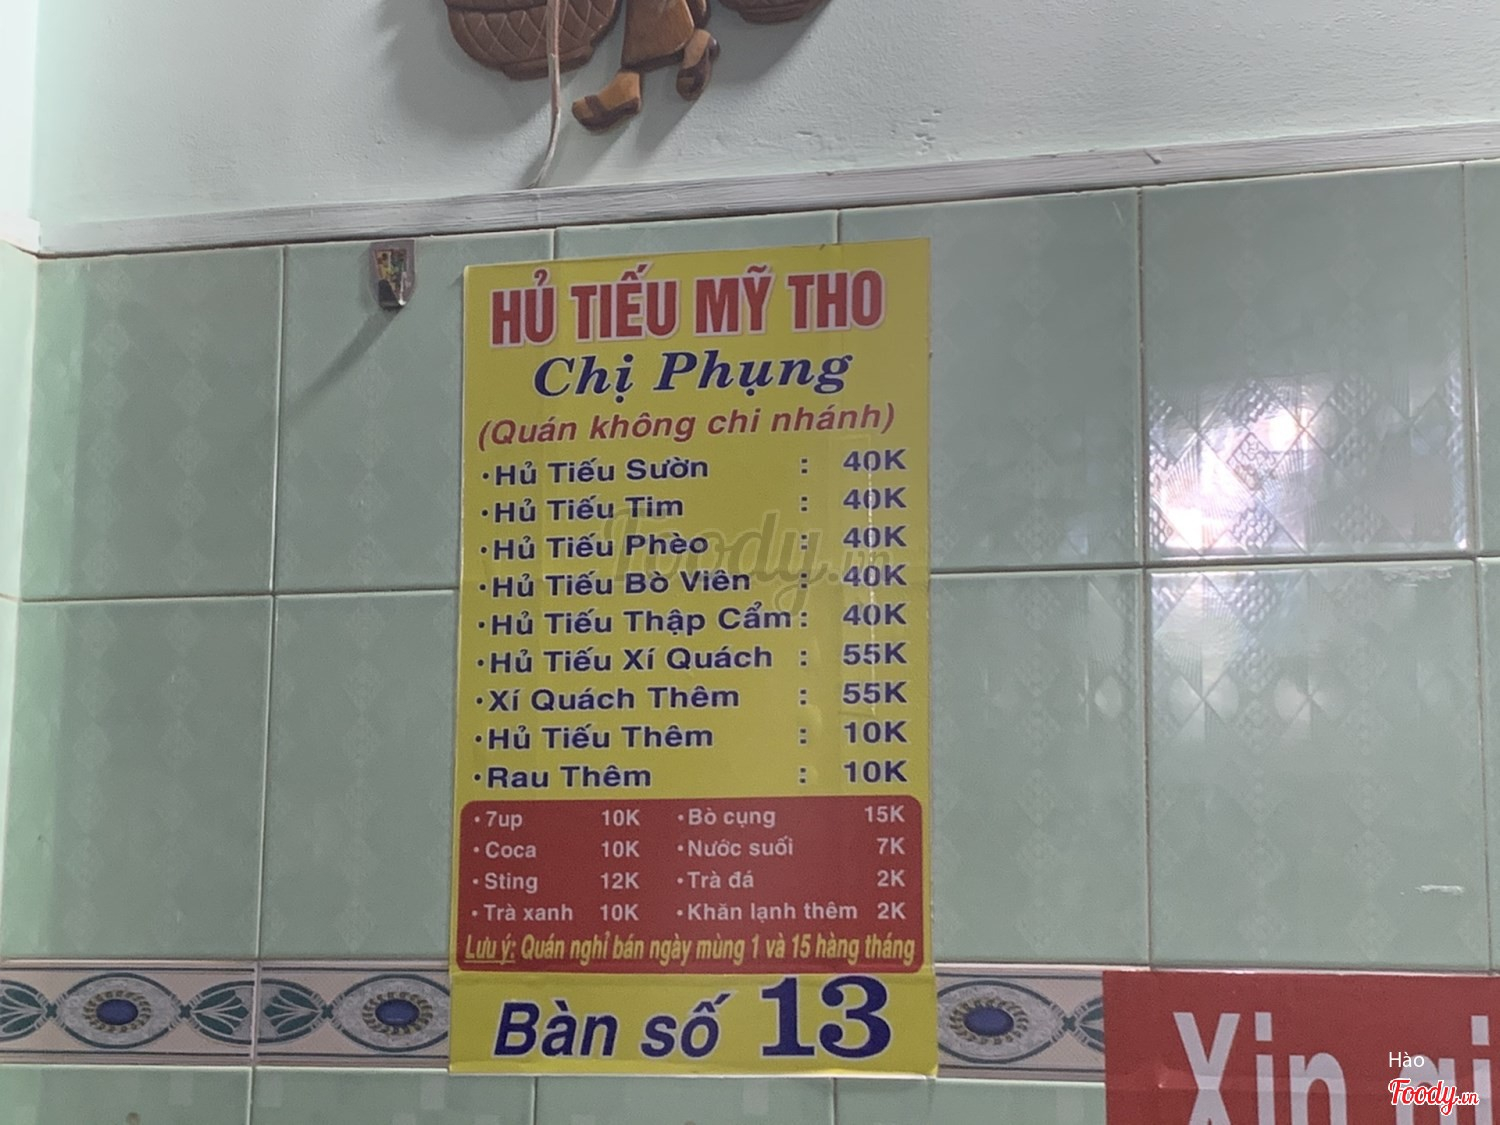 HỦ TIẾU MỸ THO
Chị Phụng
(Quán không chi nhánh)
•Hủ Tiếu Sườn : 40K
•Hủ Tiếu Tim : 40K
•Hủ Tiếu Phèo : 40K
•Hủ Tiếu Bò Viên : 40K
•Hủ Tiếu Thập Cẩm : 40K
•Hủ Tiếu Xí Quách : 55K
•Xí Quách Thêm : 55K
•Hủ Tiếu Thêm : 10K
•Rau Thêm : 10K
•7up 10K •Bò cụng 15K
•Coca 10K •Nước suối 7K
•Sting 12K •Trà đá 2K
•Trà xanh 10K •Khăn lạnh thêm 2K
Lưu ý: Quán nghỉ bán ngày mùng 1 và 15 hàng tháng
Bàn số 13
Xin
Hào
Foody.vn
Foody.vn